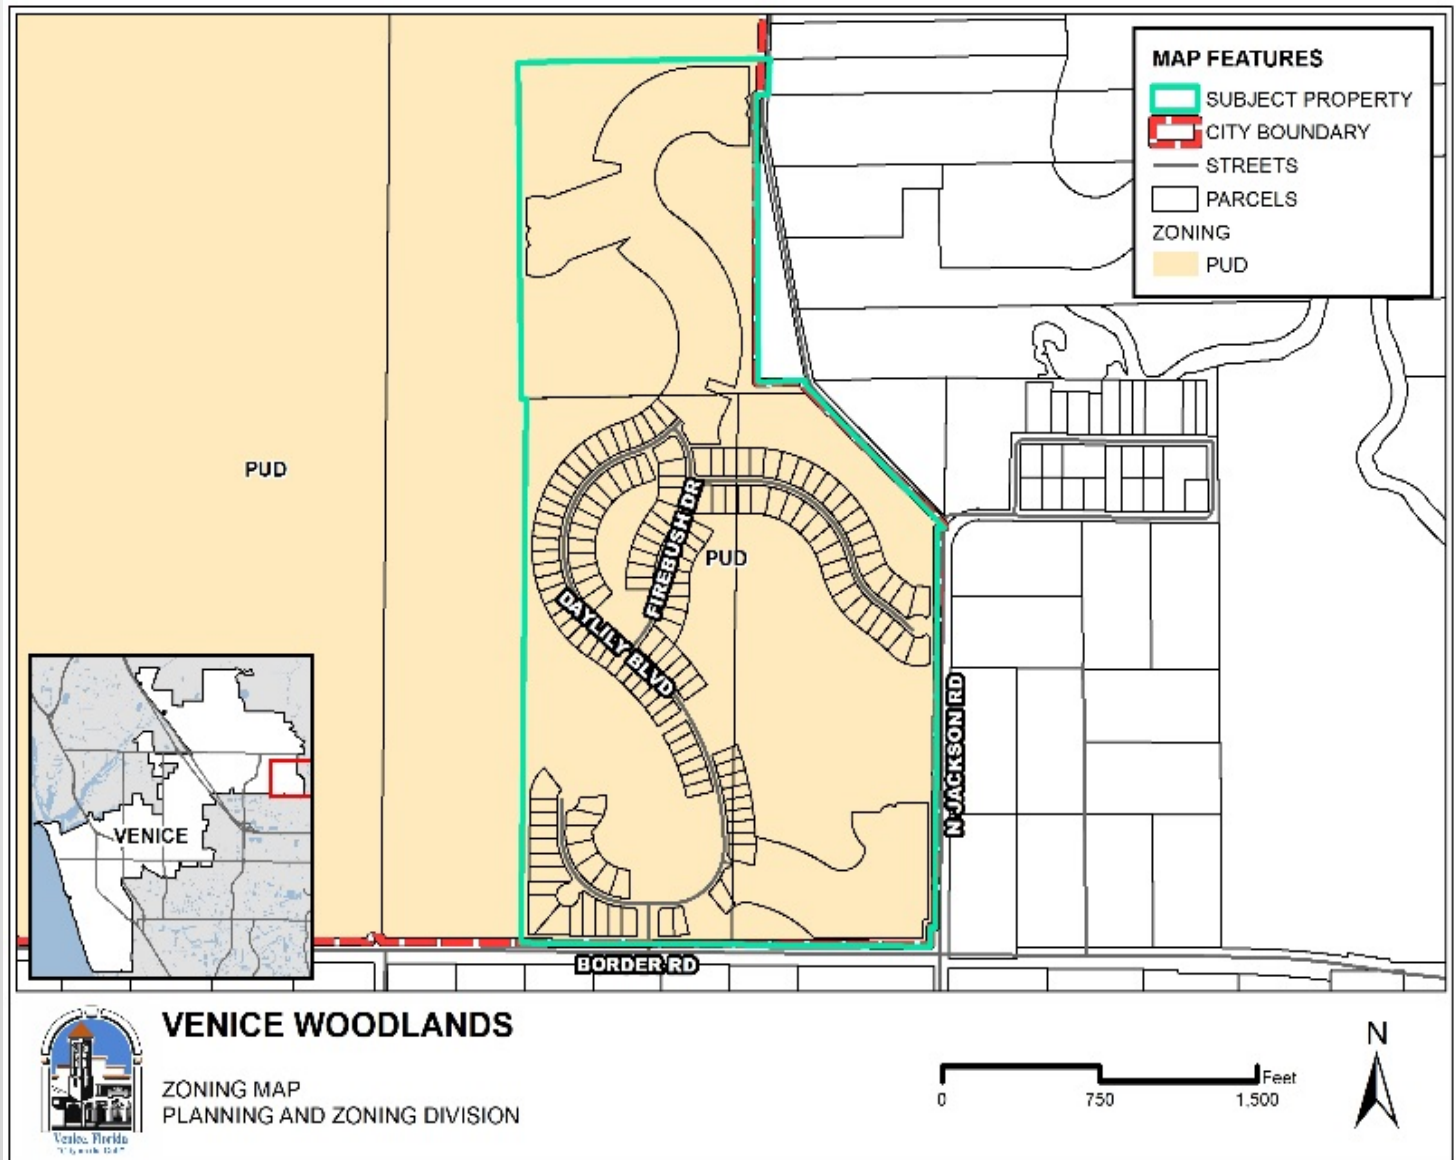 MAP FEATURES
SUBJECT PROPERTY
CITY BOUNDARY
STREETS
PARCELS
ZONING
PUD
PUD
PUD
FIREBUSH DR
DAYLILY BLVD
N JACKSON RD
BORDER RD
VENICE
VENICE WOODLANDS
ZONING MAP
PLANNING AND ZONING DIVISION
Venice, Florida
0
750
1,500
Feet
N